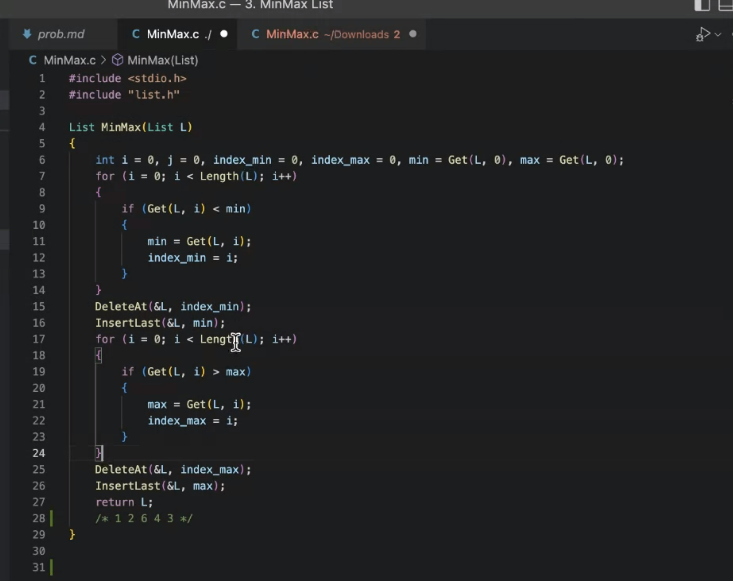 MinMax.c — 3. MinMax List
prob.md
MinMax.c ./
MinMax.c ~/Downloads 2
MinMax.c > MinMax(List)
1 #include <stdio.h>
2 #include "list.h"
3
4 List MinMax(List L)
5 {
6 int i = 0, j = 0, index_min = 0, index_max = 0, min = Get(L, 0), max = Get(L, 0);
7 for (i = 0; i < Length(L); i++)
8 {
9 if (Get(L, i) < min)
10 {
11 min = Get(L, i);
12 index_min = i;
13 }
14 }
15 DeleteAt(&L, index_min);
16 InsertLast(&L, min);
17 for (i = 0; i < Length(L); i++)
18 {
19 if (Get(L, i) > max)
20 {
21 max = Get(L, i);
22 index_max = i;
23 }
24 }
25 DeleteAt(&L, index_max);
26 InsertLast(&L, max);
27 return L;
28 /* 1 2 6 4 3 */
29 }
30
31